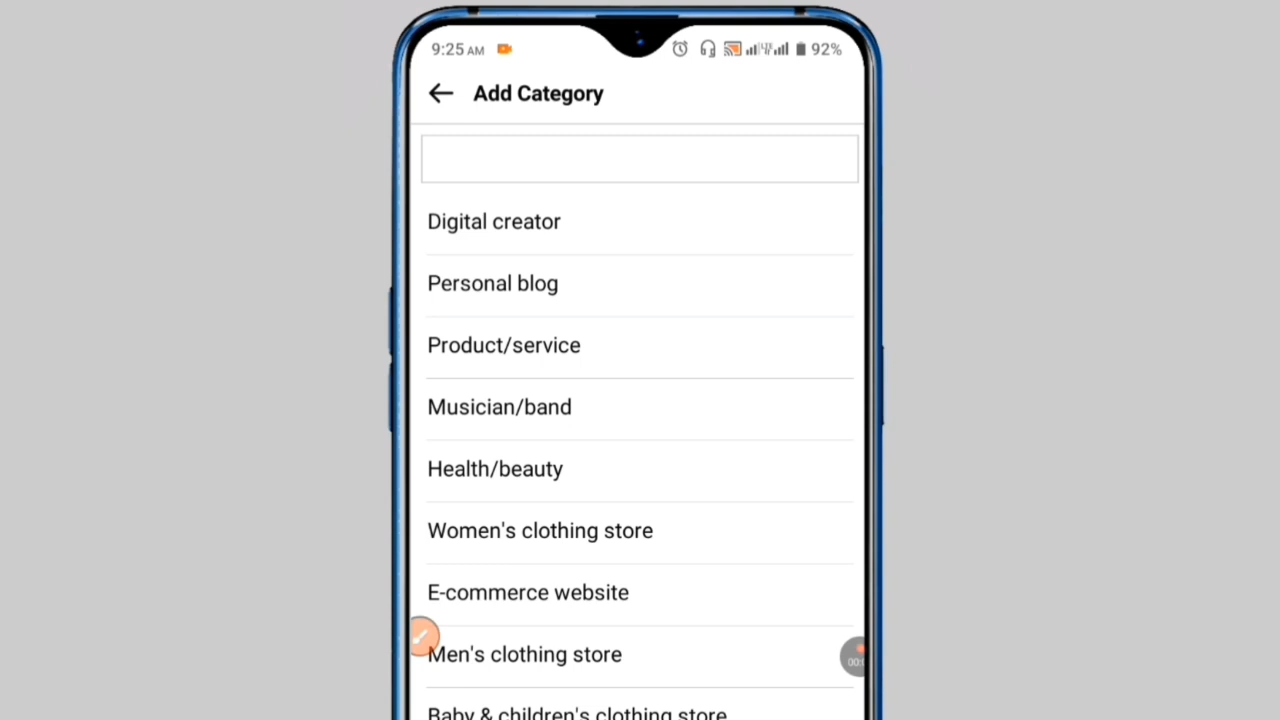 9:25 AM 92%
Add Category
Digital creator
Personal blog
Product/service
Musician/band
Health/beauty
Women's clothing store
E-commerce website
Men's clothing store
Baby & children's clothing store